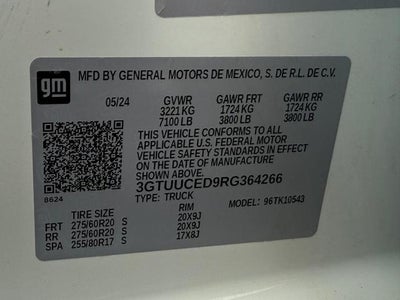 gm
MFD BY GENERAL MOTORS DE MEXICO, S. DE R.L. DE C.V.
05/24 GVWR GAWR FRT GAWR RR
3221 KG 1724 KG 1724 KG
7100 LB 3800 LB 3800 LB
THIS VEHICLE CONFORMS TO ALL
APPLICABLE U.S. FEDERAL MOTOR
VEHICLE SAFETY STANDARDS IN EFFECT
ON THE DATE OF MANUFACTURE
SHOWN ABOVE.
3GTUUCED9RG364266
8624
TYPE: TRUCK MODEL: 96TK10543
RIM
FRT 275/60R20 S 20X9J
RR 275/60R20 S 20X9J
SPA 255/80R17 S 17X8J